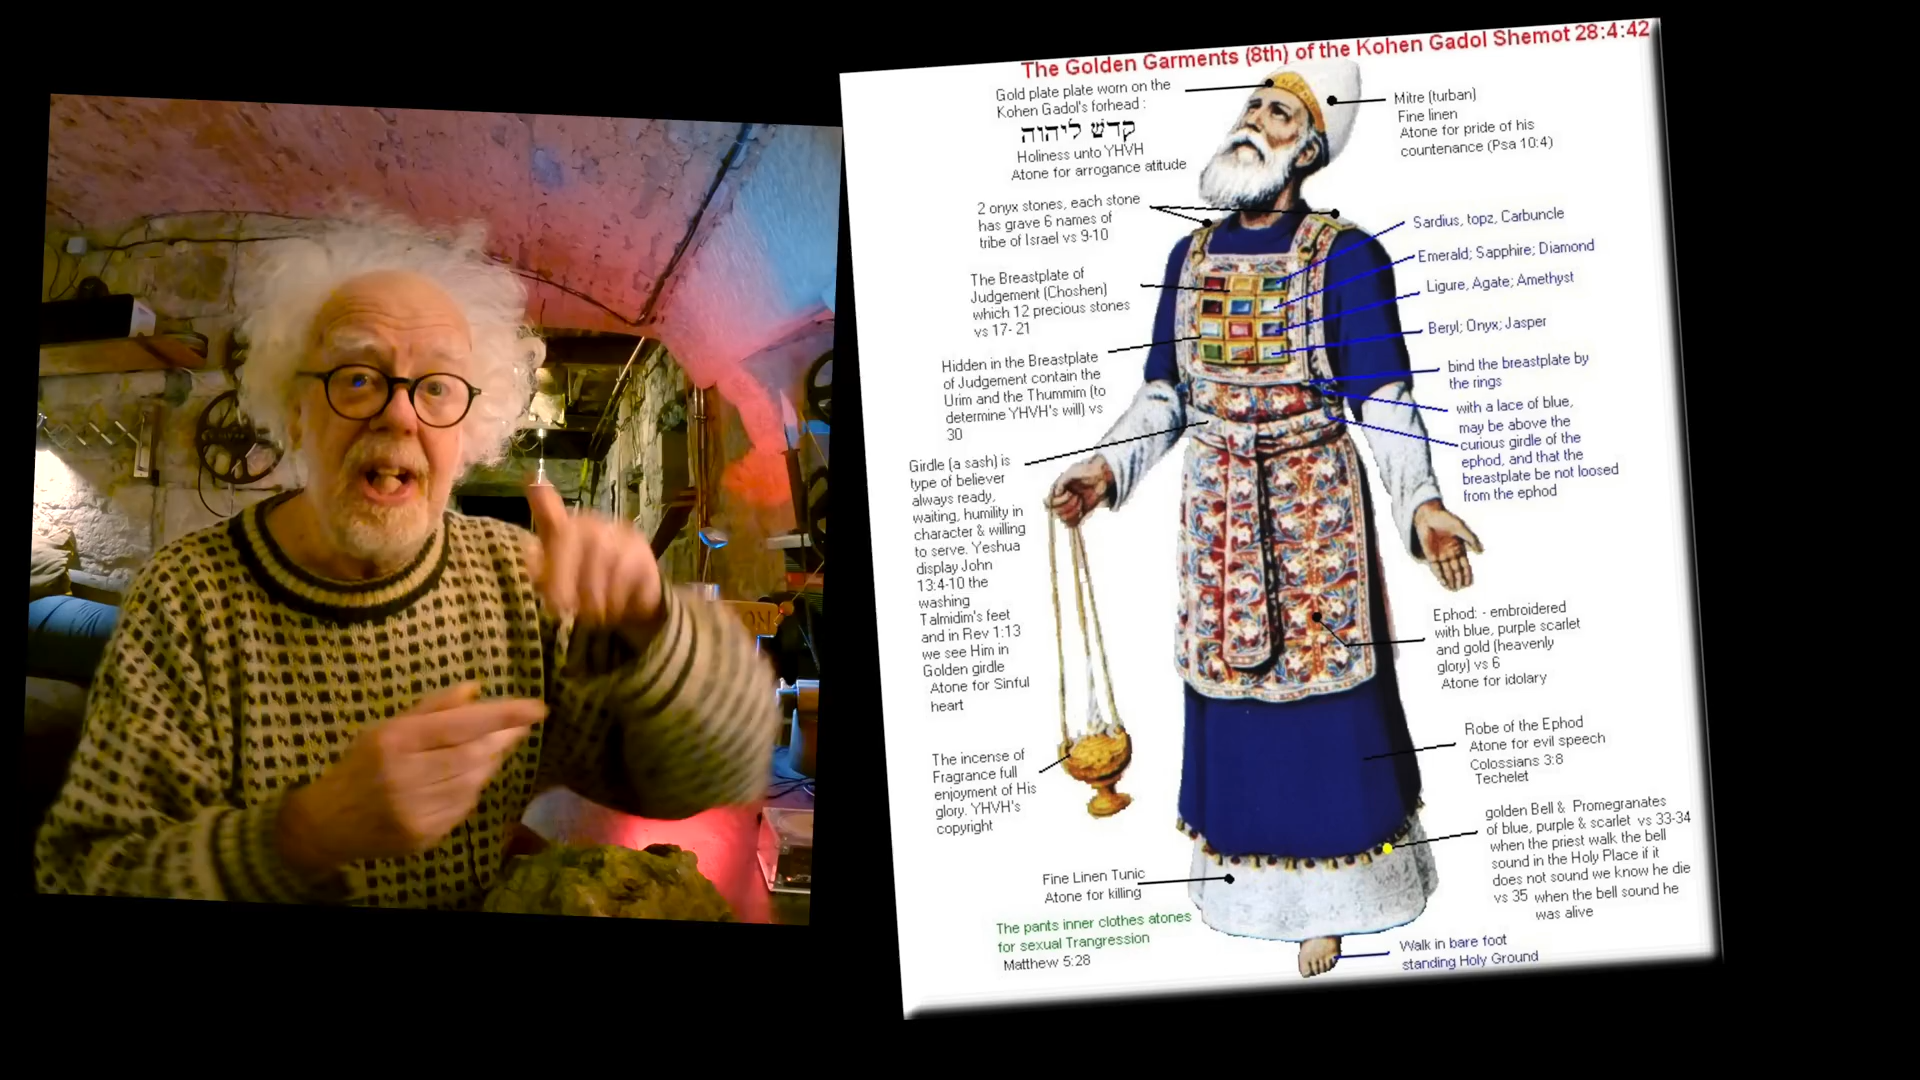 The Golden Garments (8th) of the Kohen Gadol Shemot 28:4:42
Gold plate plate worn on the
Kohen Gadol's forhead :
קדש ליהוה
Holiness unto YHVH
Atone for arrogance atitude
2 onyx stones, each stone
has grave 6 names of
tribe of Israel vs 9-10
The Breastplate of
Judgement (Choshen)
which 12 precious stones
vs 17- 21
Hidden in the Breastplate
of Judgement contain the
Urim and the Thummim (to
determine YHVH's will) vs
30
Girdle (a sash) is
type of believer
always ready,
waiting, humility in
character & willing
to serve. Yeshua
display John
13:4-10 the
washing
Talmidim's feet
and in Rev 1:13
we see Him in
Golden girdle
Atone for Sinful
heart
The incense of
Fragrance full
enjoyment of His
glory. YHVH's
copyright
Fine Linen Tunic
Atone for killing
The pants inner clothes atones
for sexual Trangression
Matthew 5:28
Mitre (turban)
Fine linen
Atone for pride of his
countenance (Psa 10:4)
Sardius, topz, Carbuncle
Emerald; Sapphire; Diamond
Ligure, Agate; Amethyst
Beryl; Onyx; Jasper
bind the breastplate by
the rings
with a lace of blue,
may be above the
curious girdle of the
ephod, and that the
breastplate be not loosed
from the ephod
Ephod: - embroidered
with blue, purple scarlet
and gold (heavenly
glory) vs 6
Atone for idolary
Robe of the Ephod
Atone for evil speech
Colossians 3:8
Techelet
golden Bell & Promegranates
of blue, purple & scarlet vs 33-34
when the priest walk the bell
sound in the Holy Place if it
does not sound we know he die
vs 35 when the bell sound he
was alive
Walk in bare foot
standing Holy Ground